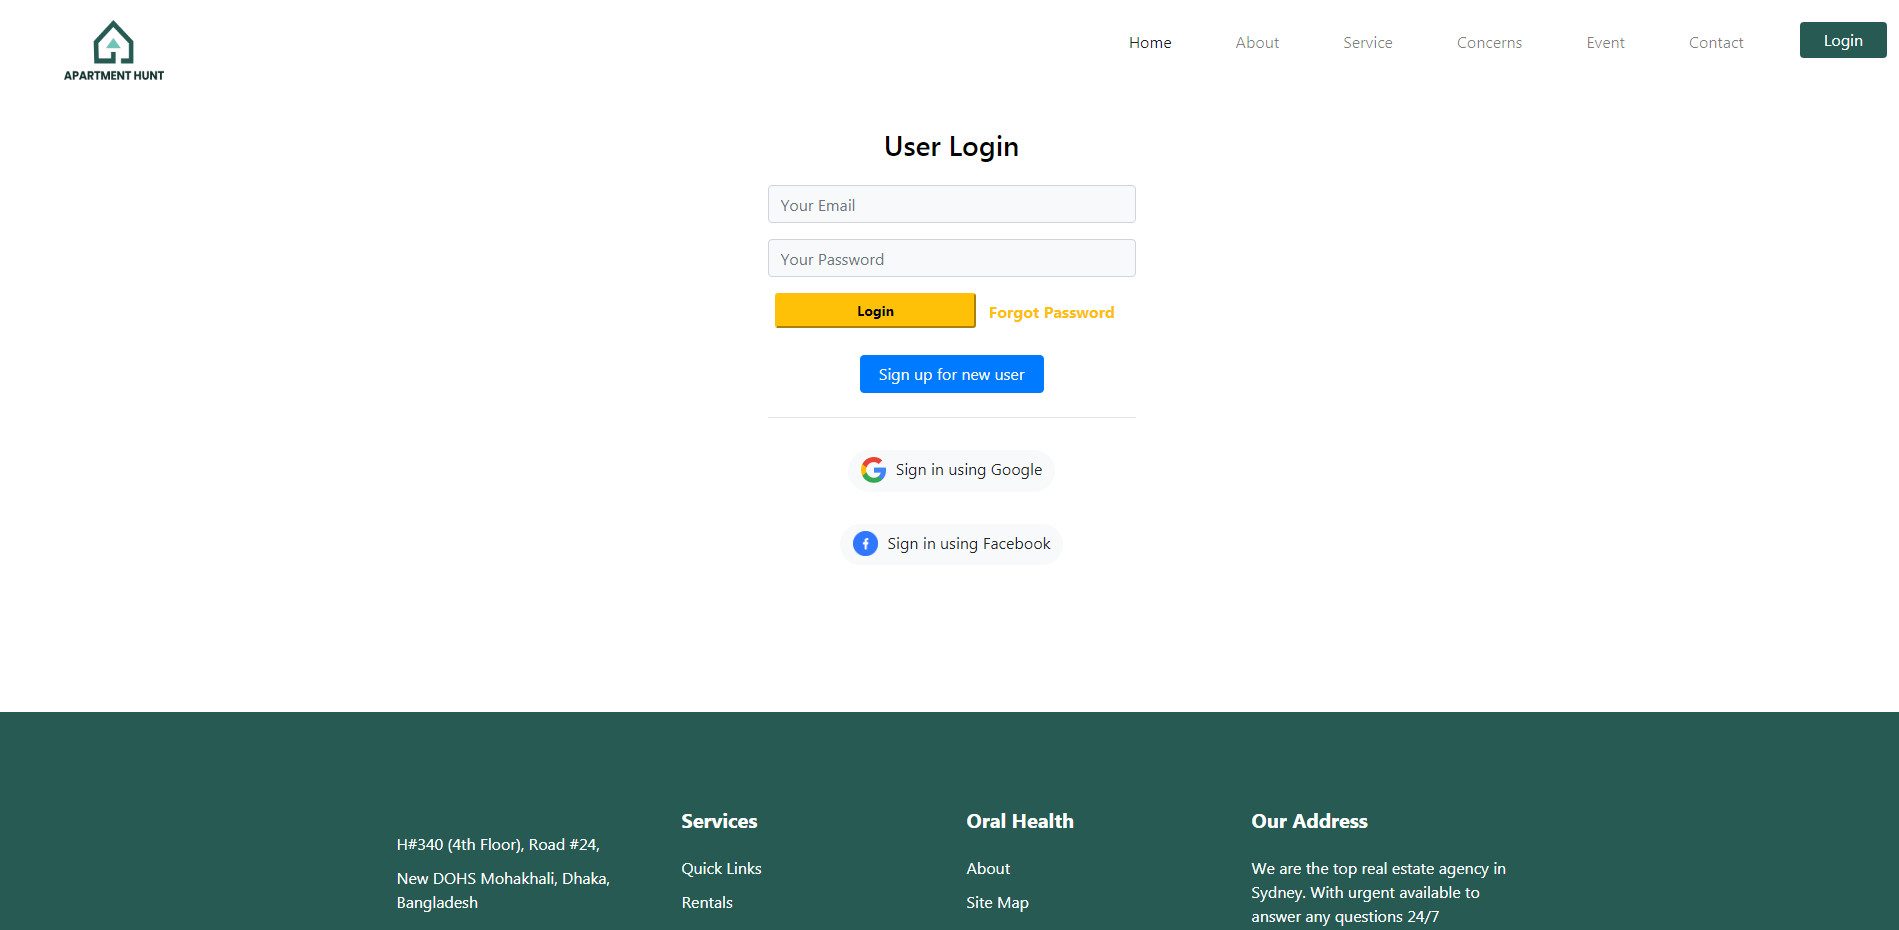 APARTMENT HUNT
Home About Service Concerns Event Contact Login
User Login
Your Email
Your Password
Login Forgot Password
Sign up for new user
Sign in using Google
Sign in using Facebook
H#340 (4th Floor), Road #24,
New DOHS Mohakhali, Dhaka,
Bangladesh
Services
Quick Links
Rentals
Oral Health
About
Site Map
Our Address
We are the top real estate agency in
Sydney. With urgent available to
answer any questions 24/7